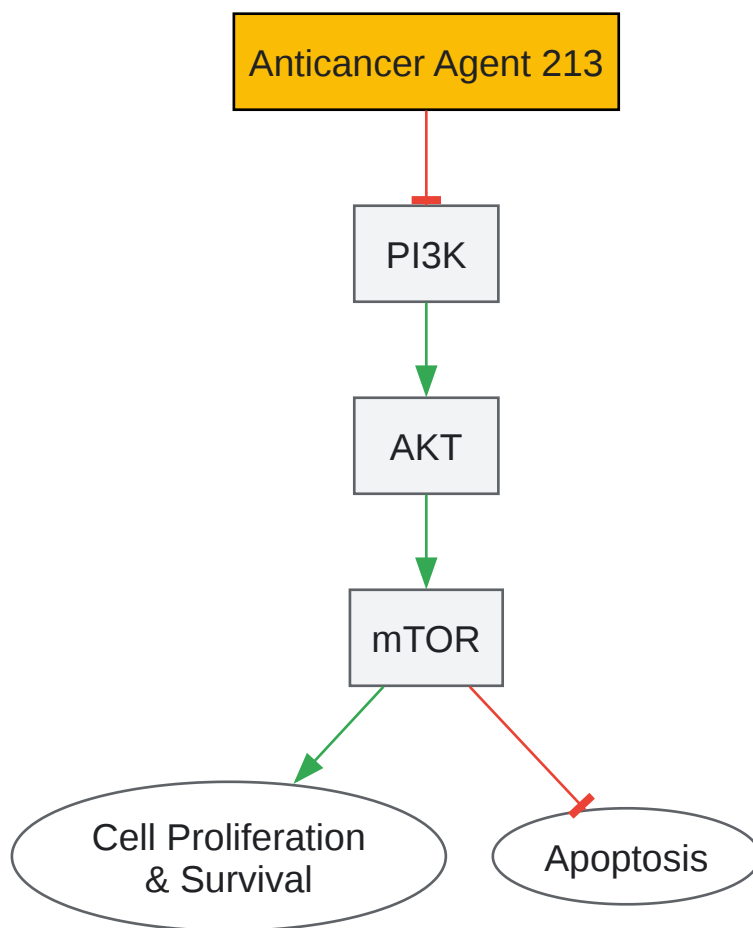 Anticancer Agent 213
PI3K
AKT
mTOR
Cell Proliferation
& Survival
Apoptosis